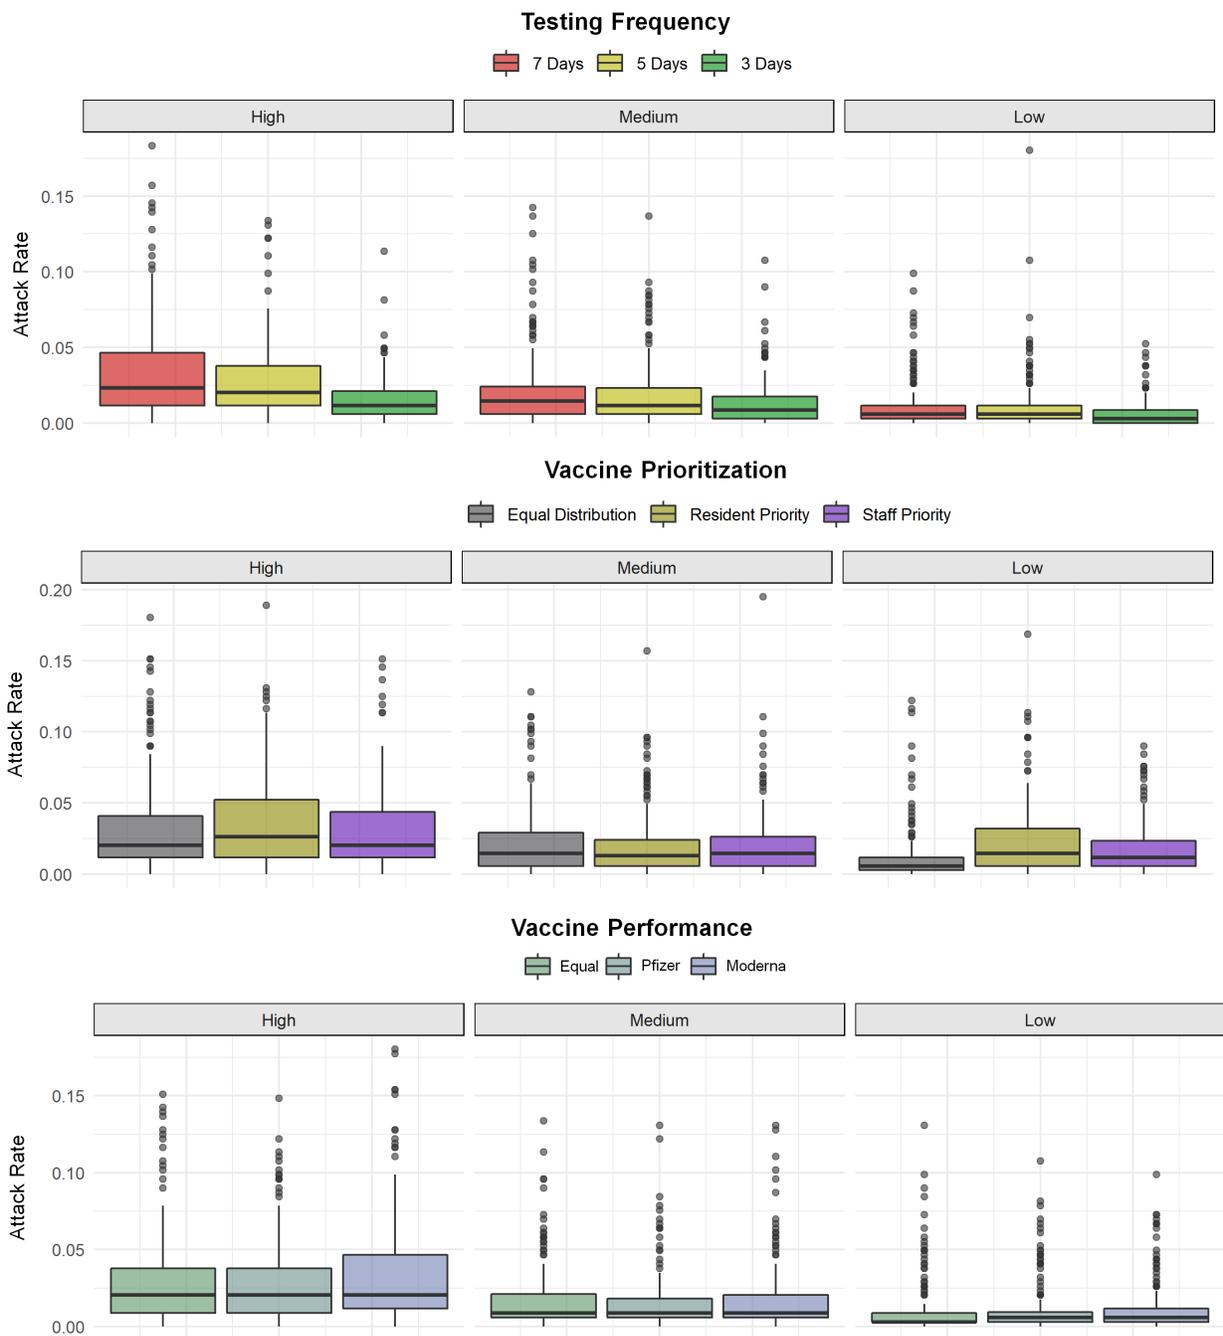 Testing Frequency
7 Days 5 Days 3 Days
High Medium Low
Attack Rate
0.15
0.10
0.05
0.00
Vaccine Prioritization
Equal Distribution Resident Priority Staff Priority
High Medium Low
Attack Rate
0.20
0.15
0.10
0.05
0.00
Vaccine Performance
Equal Pfizer Moderna
High Medium Low
Attack Rate
0.15
0.10
0.05
0.00